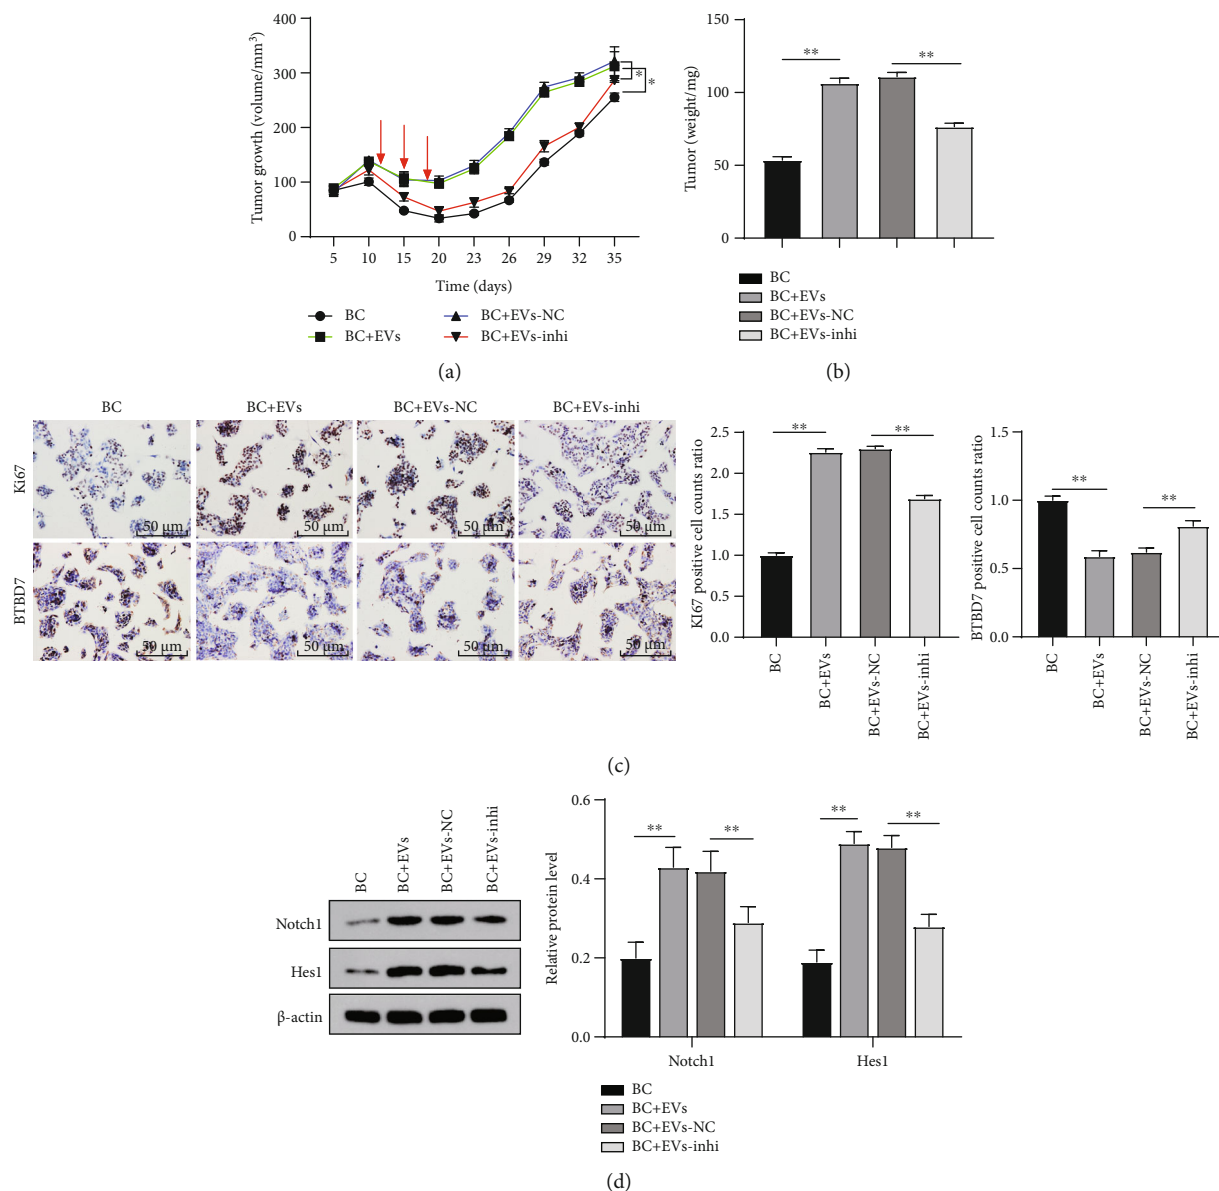 400
300
200
100
0
Tumor growth (volume/mm³)
*
*
5 10 15 20 23 26 29 32 35
Time (days)
BC
BC+EVs
BC+EVs-NC
BC+EVs-inhi
(a)
150
100
50
0
Tumor (weight/mg)
** **
BC
BC+EVs
BC+EVs-NC
BC+EVs-inhi
(b)
BC BC+EVs BC+EVs-NC BC+EVs-inhi
Ki67
50 μm 50 μm 50 μm 50 μm
BTBD7
50 μm 50 μm 50 μm 50 μm
2.5
2.0
1.5
1.0
0.5
0.0
KI67 positive cell counts ratio
** **
BC BC+EVs BC+EVs-NC BC+EVs-inhi
1.5
1.0
0.5
0.0
BTBD7 positive cell counts ratio
** **
BC BC+EVs BC+EVs-NC BC+EVs-inhi
(c)
BC BC+EVs BC+EVs-NC BC+EVs-inhi
Notch1
Hes1
β-actin
0.6
0.4
0.2
0.0
Relative protein level
** ** ** **
Notch1 Hes1
BC
BC+EVs
BC+EVs-NC
BC+EVs-inhi
(d)